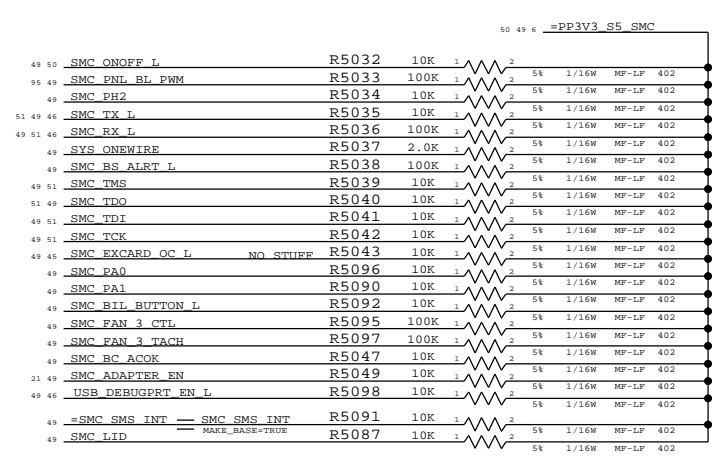 50 49 6 =PP3V3_S5_SMC
49 50 SMC_ONOFF_L R5032 10K 1 2
5% 1/16W MF-LF 402
95 49 SMC_PNL_BL_PWM R5033 100K 1 2
5% 1/16W MF-LF 402
49 SMC_PH2 R5034 10K 1 2
5% 1/16W MF-LF 402
51 49 46 SMC_TX_L R5035 10K 1 2
5% 1/16W MF-LF 402
49 51 46 SMC_RX_L R5036 100K 1 2
5% 1/16W MF-LF 402
49 SYS_ONEWIRE R5037 2.0K 1 2
5% 1/16W MF-LF 402
49 SMC_BS_ALRT_L R5038 100K 1 2
5% 1/16W MF-LF 402
49 51 SMC_TMS R5039 10K 1 2
5% 1/16W MF-LF 402
51 49 SMC_TDO R5040 10K 1 2
5% 1/16W MF-LF 402
49 51 SMC_TDI R5041 10K 1 2
5% 1/16W MF-LF 402
49 51 SMC_TCK R5042 10K 1 2
5% 1/16W MF-LF 402
49 45 SMC_EXCARD_OC_L NO STUFF R5043 10K 1 2
5% 1/16W MF-LF 402
49 SMC_PA0 R5096 10K 1 2
5% 1/16W MF-LF 402
49 SMC_PA1 R5090 10K 1 2
5% 1/16W MF-LF 402
49 SMC_BIL_BUTTON_L R5092 10K 1 2
5% 1/16W MF-LF 402
49 SMC_FAN_3_CTL R5095 100K 1 2
5% 1/16W MF-LF 402
49 SMC_FAN_3_TACH R5097 100K 1 2
5% 1/16W MF-LF 402
49 SMC_BC_ACOK R5047 10K 1 2
5% 1/16W MF-LF 402
21 49 SMC_ADAPTER_EN R5049 10K 1 2
5% 1/16W MF-LF 402
49 46 USB_DEBUGPRT_EN_L R5098 10K 1 2
5% 1/16W MF-LF 402
49 =SMC_SMS_INT SMC_SMS_INT R5091 10K 1 2
MAKE_BASE=TRUE 5% 1/16W MF-LF 402
49 SMC_LID R5087 10K 1 2
5% 1/16W MF-LF 402